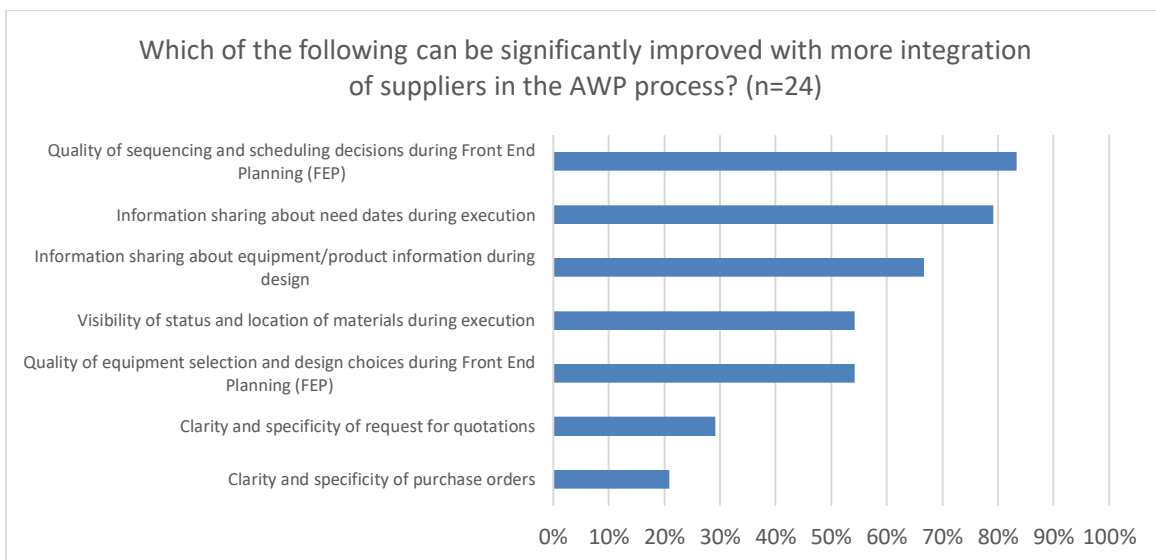 Which of the following can be significantly improved with more integration
of suppliers in the AWP process? (n=24)
Quality of sequencing and scheduling decisions during Front End
Planning (FEP)
Information sharing about need dates during execution
Information sharing about equipment/product information during
design
Visibility of status and location of materials during execution
Quality of equipment selection and design choices during Front End
Planning (FEP)
Clarity and specificity of request for quotations
Clarity and specificity of purchase orders
0% 10% 20% 30% 40% 50% 60% 70% 80% 90% 100%